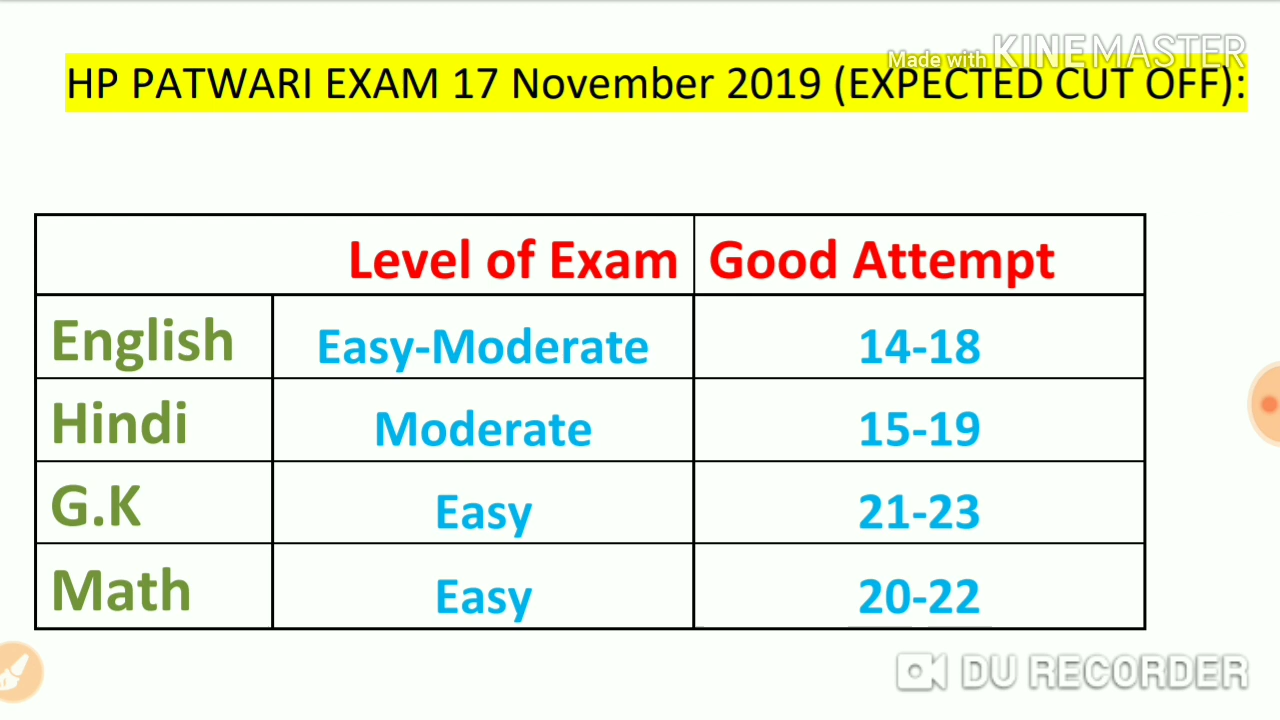 Made with KINEMASTER
HP PATWARI EXAM 17 November 2019 (EXPECTED CUT OFF):
Level of Exam Good Attempt
English Easy-Moderate 14-18
Hindi Moderate 15-19
G.K Easy 21-23
Math Easy 20-22
DU RECORDER